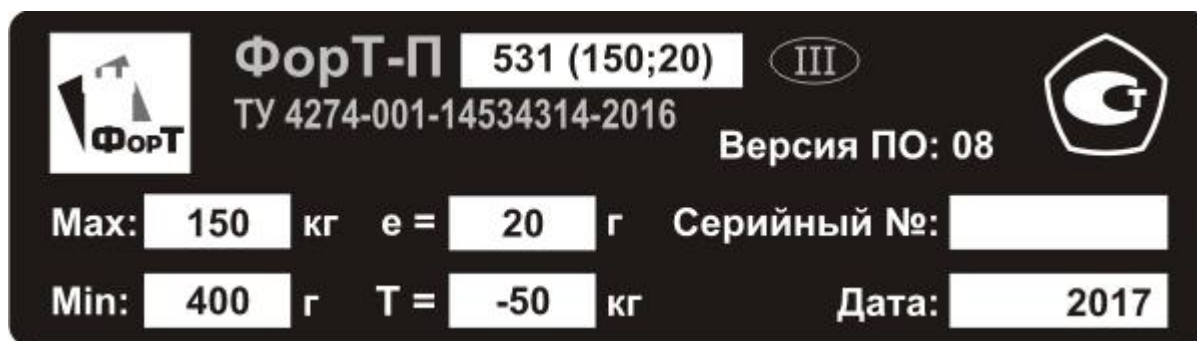 ФорТ
ФорТ-П 531 (150;20) III
ТУ 4274-001-14534314-2016
Версия ПО: 08
Max: 150 кг e = 20 г Серийный №:
Min: 400 г T = -50 кг Дата: 2017